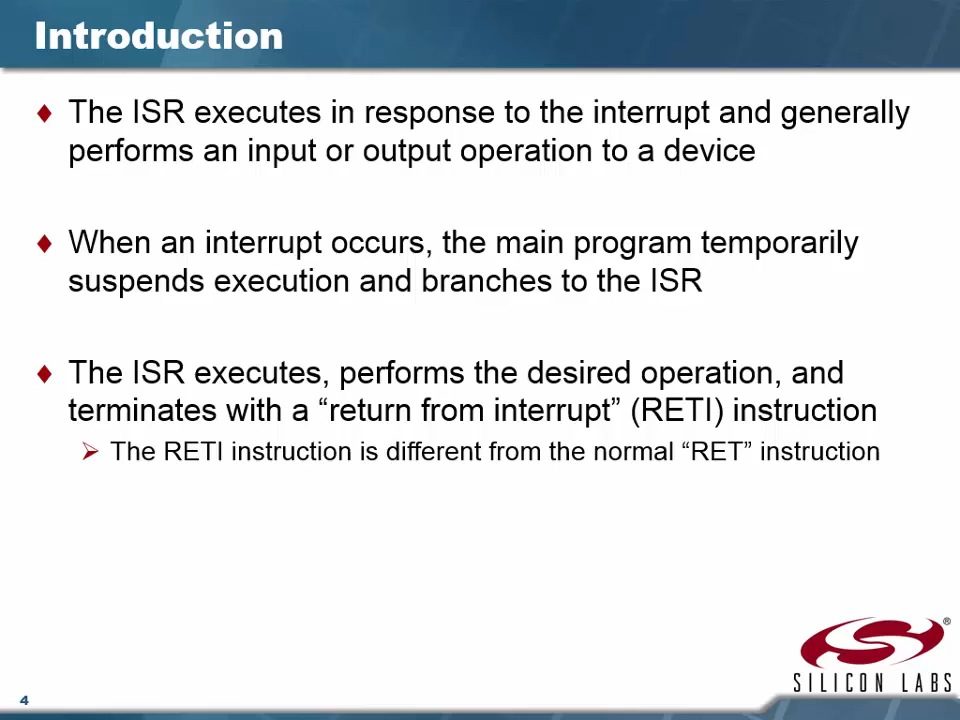 Introduction
♦ The ISR executes in response to the interrupt and generally
performs an input or output operation to a device
♦ When an interrupt occurs, the main program temporarily
suspends execution and branches to the ISR
♦ The ISR executes, performs the desired operation, and
terminates with a “return from interrupt” (RETI) instruction
➢ The RETI instruction is different from the normal “RET” instruction
®
SILICON LABS
4